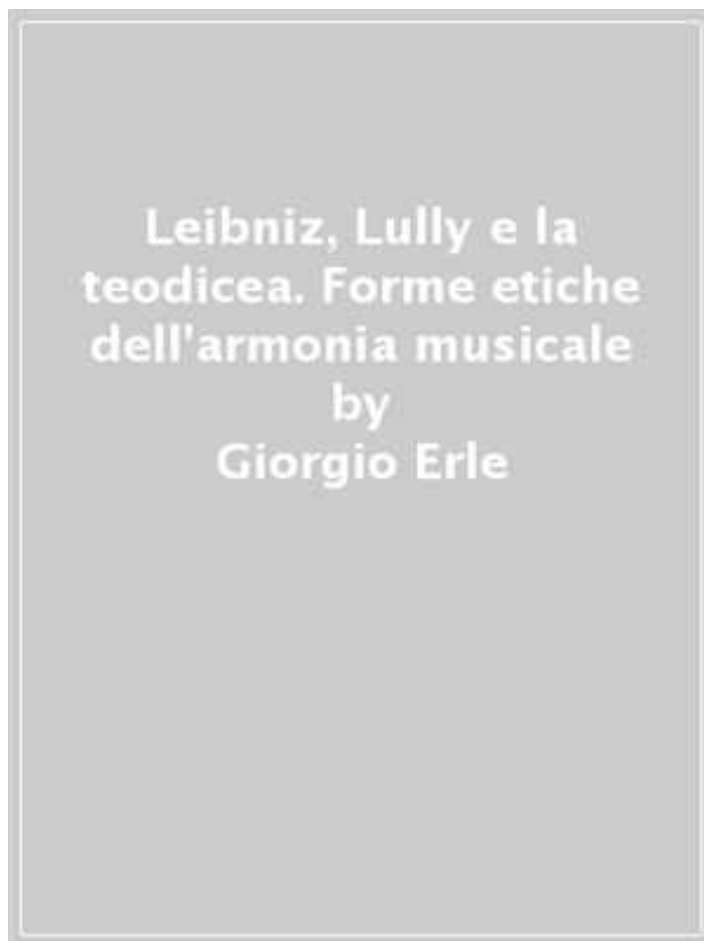 Leibniz, Lully e la
teodicea. Forme etiche
dell'armonia musicale
by
Giorgio Erle